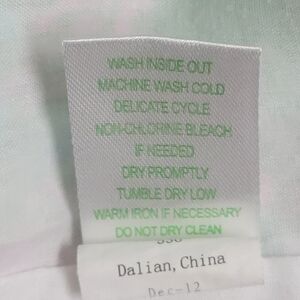 WASH INSIDE OUT
MACHINE WASH COLD
DELICATE CYCLE
NON-CHLORINE BLEACH
IF NEEDED
DRY PROMPTLY
TUMBLE DRY LOW
WARM IRON IF NECESSARY
DO NOT DRY CLEAN
Dalian, China
Dec-12